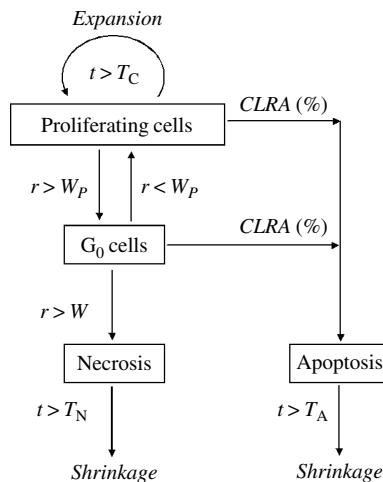 Expansion
t > T_C
Proliferating cells
CLRA (%)
r > W_P
r < W_P
G_0 cells
CLRA (%)
r > W
Necrosis
Apoptosis
t > T_N
t > T_A
Shrinkage
Shrinkage